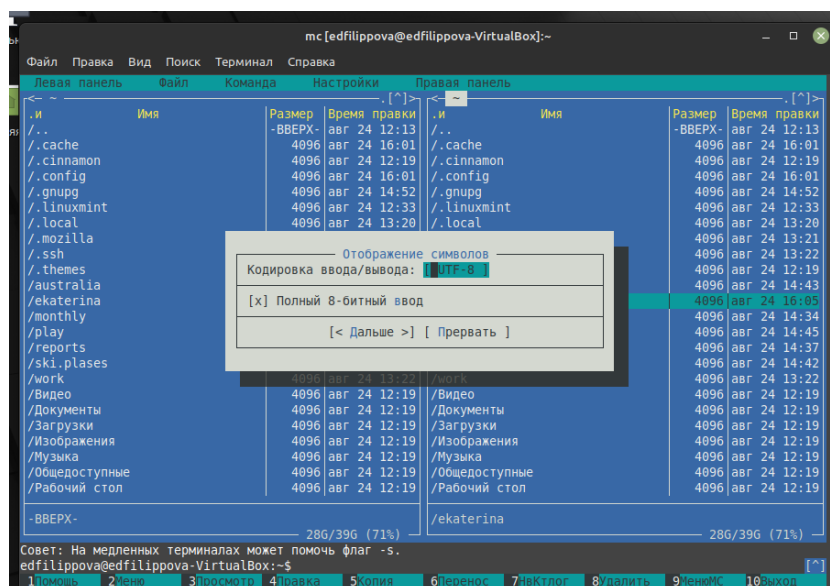 mc [edfilippova@edfilippova-VirtualBox]:~
Файл Правка Вид Поиск Терминал Справка
Левая панель Файл Команда Настройки Правая панель
<─ ~ .[^]> <─ ~ .[^]>
.и Имя Размер Время правки .и Имя Размер Время правки
/.. -ВВЕРХ- авг 24 12:13 /.. -ВВЕРХ- авг 24 12:13
/.cache 4096 авг 24 16:01 /.cache 4096 авг 24 16:01
/.cinnamon 4096 авг 24 12:19 /.cinnamon 4096 авг 24 12:19
/.config 4096 авг 24 16:01 /.config 4096 авг 24 16:01
/.gnupg 4096 авг 24 14:52 /.gnupg 4096 авг 24 14:52
/.linuxmint 4096 авг 24 12:33 /.linuxmint 4096 авг 24 12:33
/.local 4096 авг 24 13:20 /.local 4096 авг 24 13:20
/.mozilla 4096 авг 24 13:21
/.ssh Отображение символов 4096 авг 24 13:22
/.themes Кодировка ввода/вывода: [ UTF-8 ] 4096 авг 24 12:19
/australia 4096 авг 24 14:43
/ekaterina [x] Полный 8-битный ввод 4096 авг 24 16:05
/monthly 4096 авг 24 14:34
/play [< Дальше >] [ Прервать ] 4096 авг 24 14:45
/reports 4096 авг 24 14:37
/ski.plases 4096 авг 24 14:42
/work 4096 авг 24 13:22 /work 4096 авг 24 13:22
/Видео 4096 авг 24 12:19 /Видео 4096 авг 24 12:19
/Документы 4096 авг 24 12:19 /Документы 4096 авг 24 12:19
/Загрузки 4096 авг 24 12:19 /Загрузки 4096 авг 24 12:19
/Изображения 4096 авг 24 12:19 /Изображения 4096 авг 24 12:19
/Музыка 4096 авг 24 12:19 /Музыка 4096 авг 24 12:19
/Общедоступные 4096 авг 24 12:19 /Общедоступные 4096 авг 24 12:19
/Рабочий стол 4096 авг 24 12:19 /Рабочий стол 4096 авг 24 12:19
-ВВЕРХ- /ekaterina
28G/39G (71%) 28G/39G (71%)
Совет: На медленных терминалах может помочь флаг -s.
edfilippova@edfilippova-VirtualBox:~$ [^]
1Помощь 2Меню 3Просмотр 4Правка 5Копия 6Перенос 7НвКтлог 8Удалить 9МенюMC 10Выход